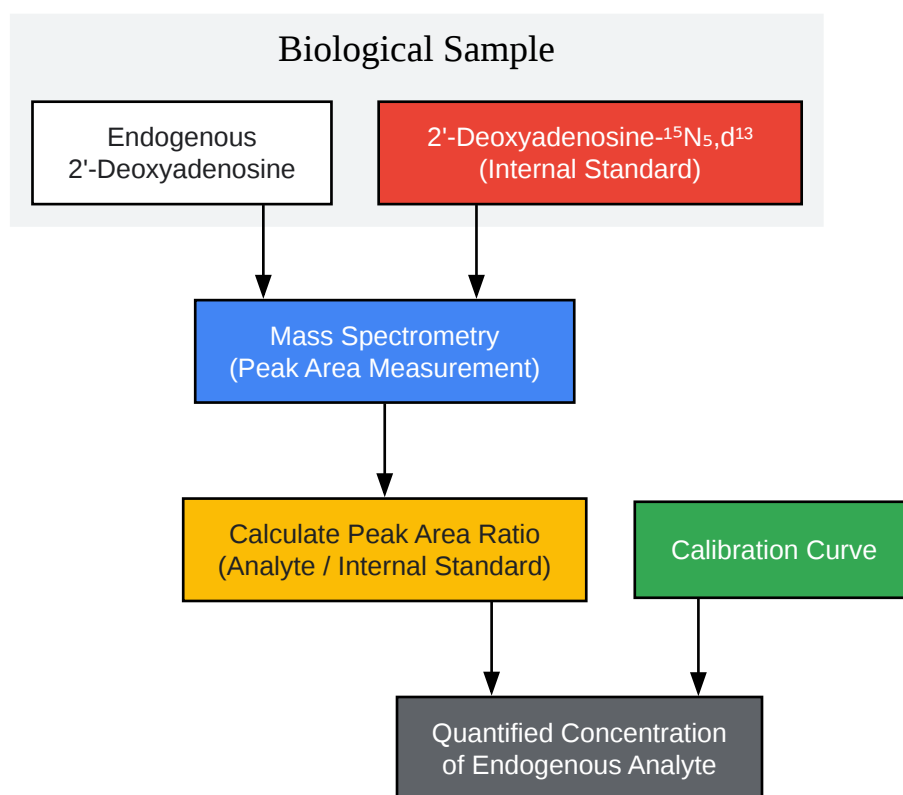 Biological Sample
Endogenous
2'-Deoxyadenosine
2'-Deoxyadenosine-¹⁵N₅,d¹³
(Internal Standard)
Mass Spectrometry
(Peak Area Measurement)
Calculate Peak Area Ratio
(Analyte / Internal Standard)
Calibration Curve
Quantified Concentration
of Endogenous Analyte